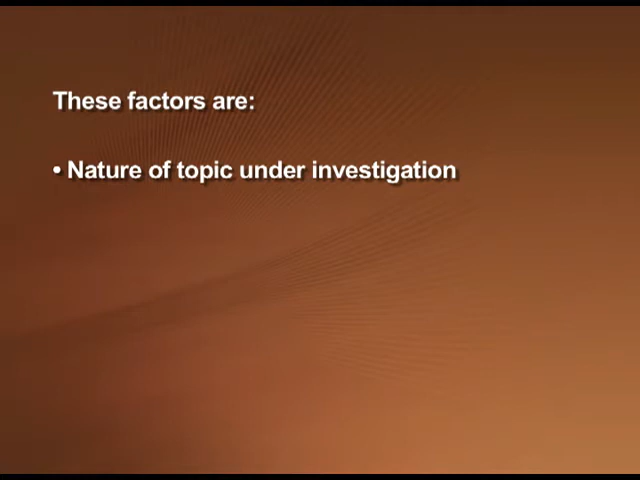 These factors are:
• Nature of topic under investigation